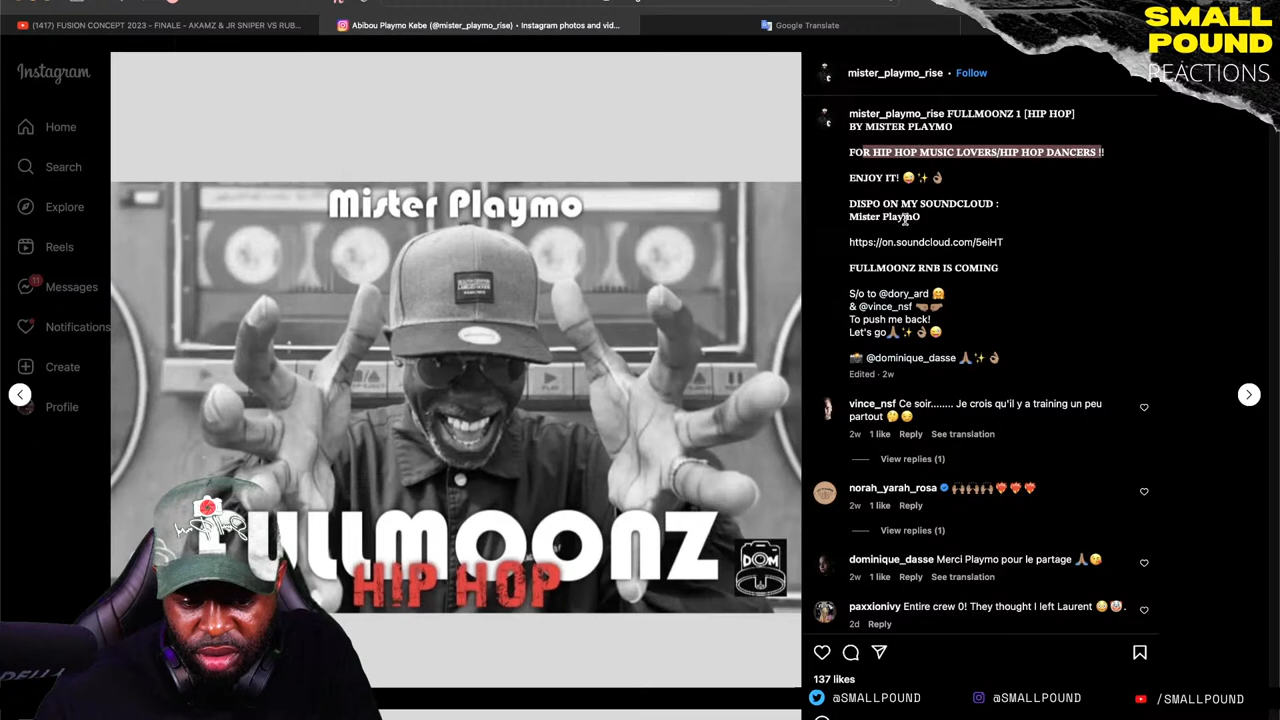 (1417) FUSION CONCEPT 2023 - FINALE - AKAMZ & JR SNIPER VS RUB...
Abibou Playmo Kebe (@mister_playmo_rise) • Instagram photos and vid...
Google Translate
SMALL
POUND
REACTIONS
Instagram
Home
Search
Explore
Reels
11
Messages
Notifications
Create
Profile
Mister Playmo
FULLMOONZ
HIP HOP
DOM
mister_playmo_rise • Follow
mister_playmo_rise FULLMOONZ 1 [HIP HOP]
BY MISTER PLAYMO
FOR HIP HOP MUSIC LOVERS/HIP HOP DANCERS !!
ENJOY IT! 😜✨👌🏾
DISPO ON MY SOUNDCLOUD :
Mister PlaymO
https://on.soundcloud.com/5eiHT
FULLMOONZ RNB IS COMING
S/o to @dory_ard 🤗
& @vince_nsf 🤜🏽🤛🏽
To push me back!
Let's go🙏🏾✨👌🏾😜
📸 @dominique_dasse 🙏🏾✨👌🏾
Edited · 2w
vince_nsf Ce soir........ Je crois qu'il y a training un peu
partout 🤔😏
2w 1 like Reply See translation
View replies (1)
norah_yarah_rosa 🙌🏽🙌🏽🙌🏽❤️‍🔥❤️‍🔥❤️‍🔥
2w 1 like Reply
View replies (1)
dominique_dasse Merci Playmo pour le partage 🙏🏾😘
2w 1 like Reply See translation
paxxionivy Entire crew 0! They thought I left Laurent 😳🤡.
2d Reply
137 likes
@SMALLPOUND
@SMALLPOUND
/SMALLPOUND